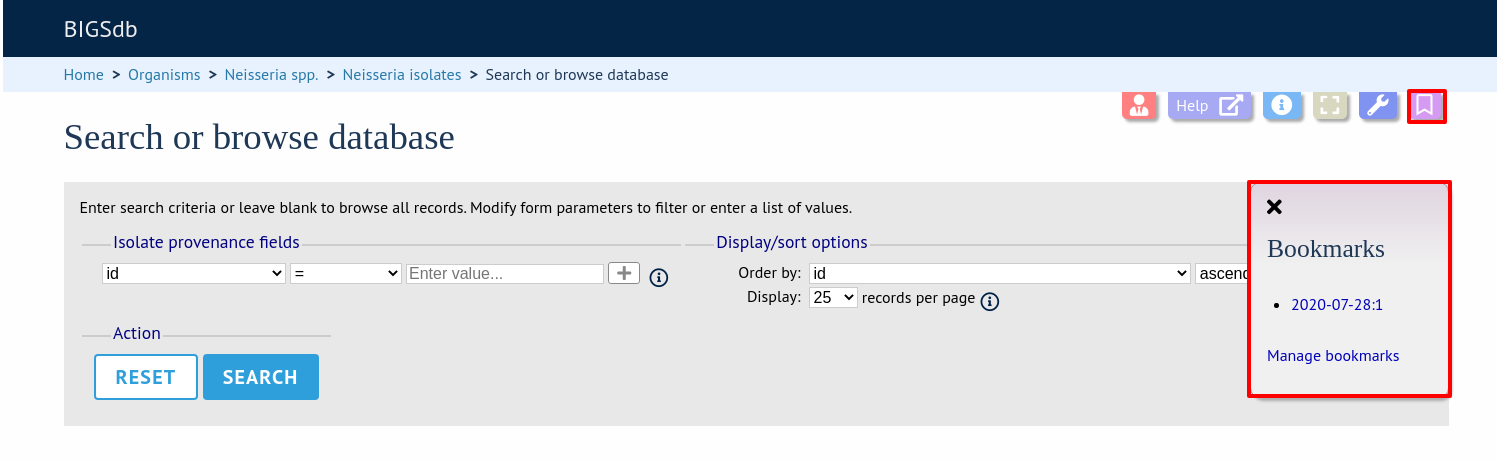 BIGSdb
Home > Organisms > Neisseria spp. > Neisseria isolates > Search or browse database
Help
Search or browse database
Enter search criteria or leave blank to browse all records. Modify form parameters to filter or enter a list of values.
Isolate provenance fields
id = Enter value...
Display/sort options
Order by: id ascend
Display: 25 records per page
Action
RESET SEARCH
Bookmarks
2020-07-28:1
Manage bookmarks